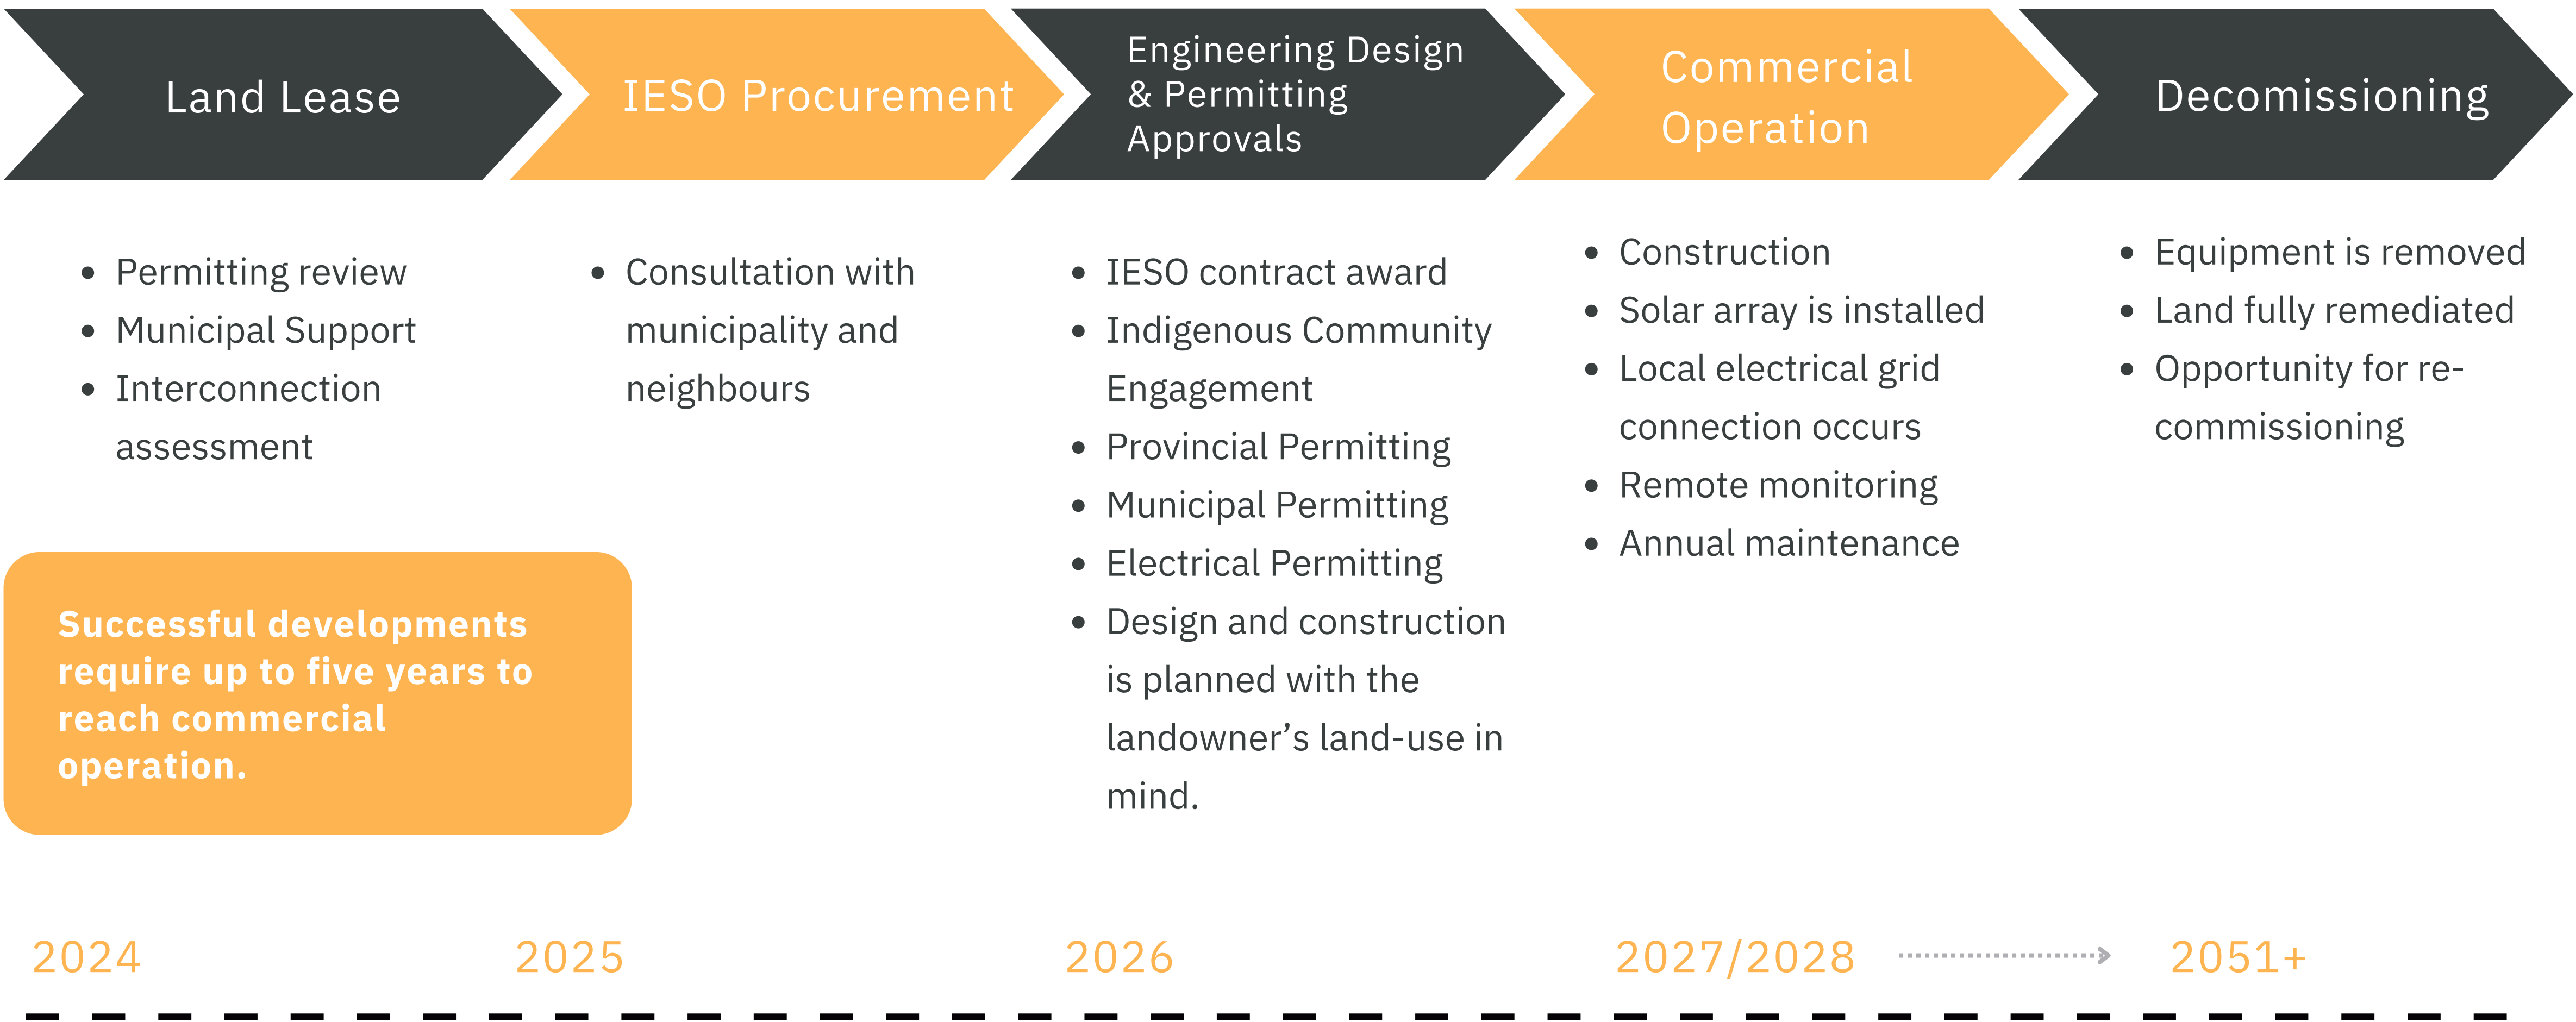 Land Lease
IESO Procurement
Engineering Design
& Permitting
Approvals
Commercial
Operation
Decomissioning
• Permitting review
• Municipal Support
• Interconnection
assessment
• Consultation with
municipality and
neighbours
• IESO contract award
• Indigenous Community
Engagement
• Provincial Permitting
• Municipal Permitting
• Electrical Permitting
• Design and construction
is planned with the
landowner’s land-use in
mind.
• Construction
• Solar array is installed
• Local electrical grid
connection occurs
• Remote monitoring
• Annual maintenance
• Equipment is removed
• Land fully remediated
• Opportunity for re-
commissioning
Successful developments
require up to five years to
reach commercial
operation.
2024
2025
2026
2027/2028
2051+